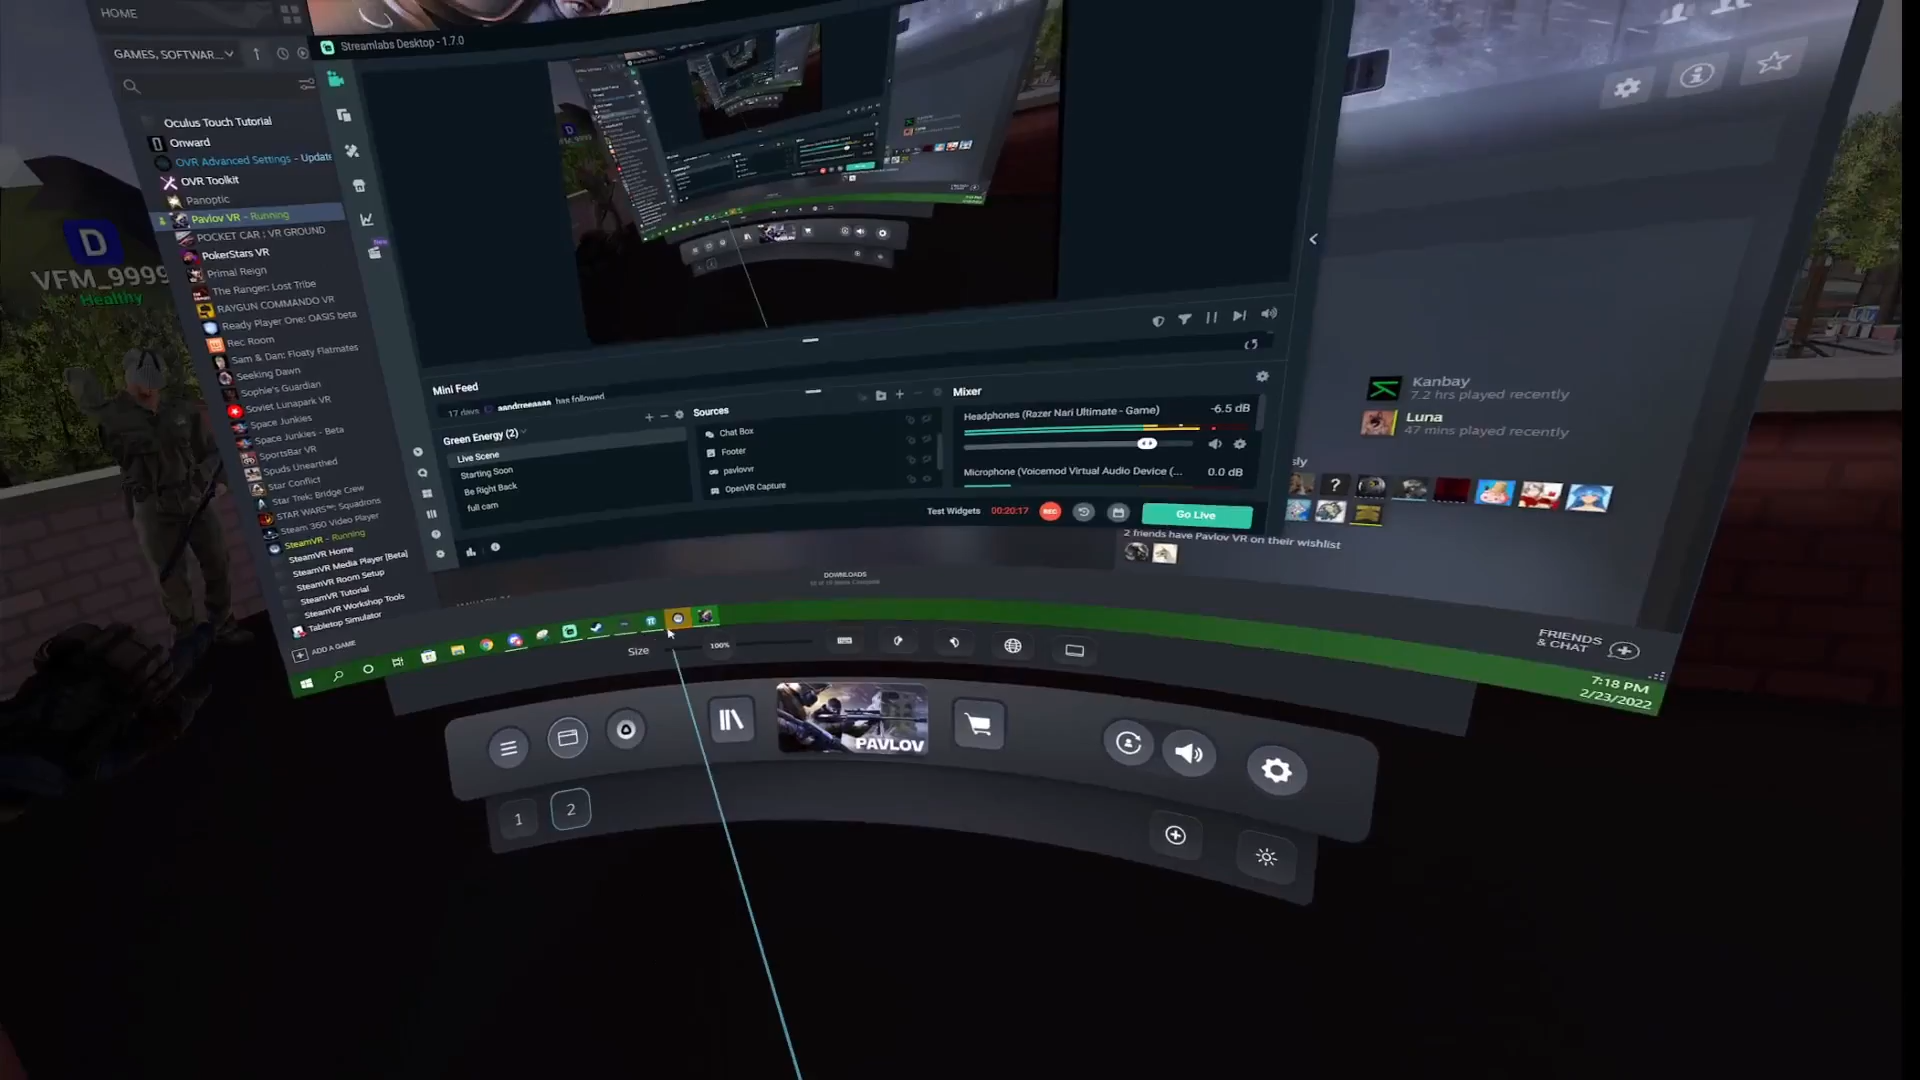 HOME
GAMES, SOFTWAR...
Streamlabs Desktop - 1.7.0
Oculus Touch Tutorial
Onward
OVR Advanced Settings - Update
OVR Toolkit
Panoptic
Pavlov VR - Running
POCKET CAR : VR GROUND
PokerStars VR
Primal Reign
The Ranger: Lost Tribe
RAYGUN COMMANDO VR
Ready Player One: OASIS beta
Rec Room
Sam & Dan: Floaty Flatmates
Seeking Dawn
Sophie's Guardian
Soviet Lunapark VR
Space Junkies
Space Junkies - Beta
SportsBar VR
Spuds Unearthed
Star Conflict
Star Trek: Bridge Crew
STAR WARS™: Squadrons
Steam 360 Video Player
SteamVR - Running
SteamVR Home
SteamVR Media Player [Beta]
SteamVR Room Setup
SteamVR Tutorial
SteamVR Workshop Tools
Tabletop Simulator
ADD A GAME
D
VFM_9999
Healthy
New
Mini Feed
17 days aandrreeaaaa has followed
Green Energy (2)
Live Scene
Starting Soon
Be Right Back
full cam
Sources
Chat Box
Footer
pavlovvr
OpenVR Capture
Mixer
Headphones (Razer Nari Ultimate - Game)
-6.5 dB
Microphone (Voicemod Virtual Audio Device (...
0.0 dB
Test Widgets
00:20:17
REC
Go Live
Kanbay
7.2 hrs played recently
Luna
47 mins played recently
sly
?
2 friends have Pavlov VR on their wishlist
DOWNLOADS
FRIENDS
& CHAT
7:18 PM
2/23/2022
Size
100%
PAVLOV
1
2